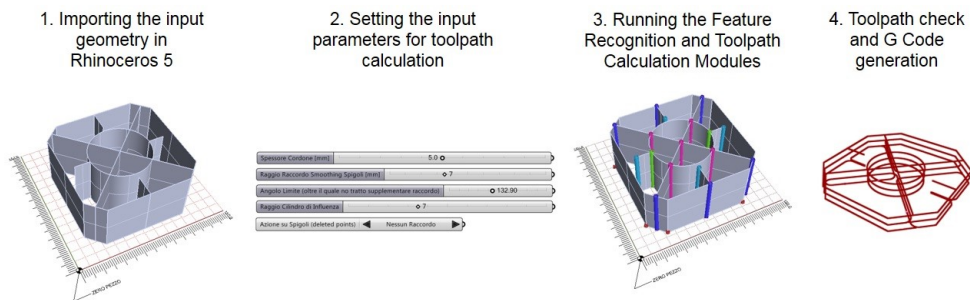 1. Importing the input
geometry in
Rhinoceros 5
2. Setting the input
parameters for toolpath
calculation
3. Running the Feature
Recognition and Toolpath
Calculation Modules
4. Toolpath check
and G Code
generation
Spessore Cordone [mm] 5.0
Raggio Raccordo Smoothing Spigoli [mm] 7
Angolo Limite (oltre il quale no tratto supplementare raccordo) 132.90
Raggio Cilindro di Influenza 7
Azione su Spigoli (deleted points) Nessun Raccordo
ZERO PEZZO
ZERO PEZZO